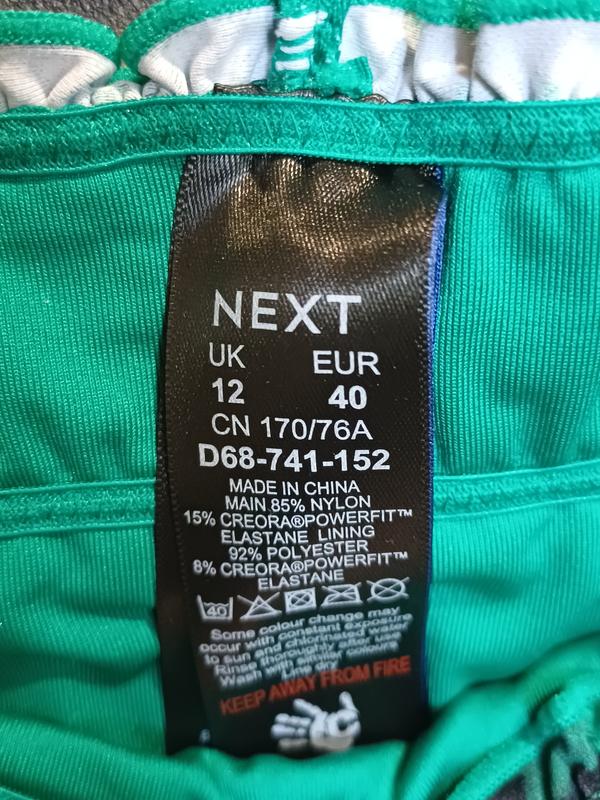 NEXT
UK EUR
12 40
CN 170/76A
D68-741-152
MADE IN CHINA
MAIN 85% NYLON
15% CREORA®POWERFIT™
ELASTANE LINING
92% POLYESTER
8% CREORA®POWERFIT™
ELASTANE
40
Some colour change may
occur with constant exposure
to sun and chlorinated water
Rinse thoroughly after use
Wash with similar colours
Line dry
KEEP AWAY FROM FIRE